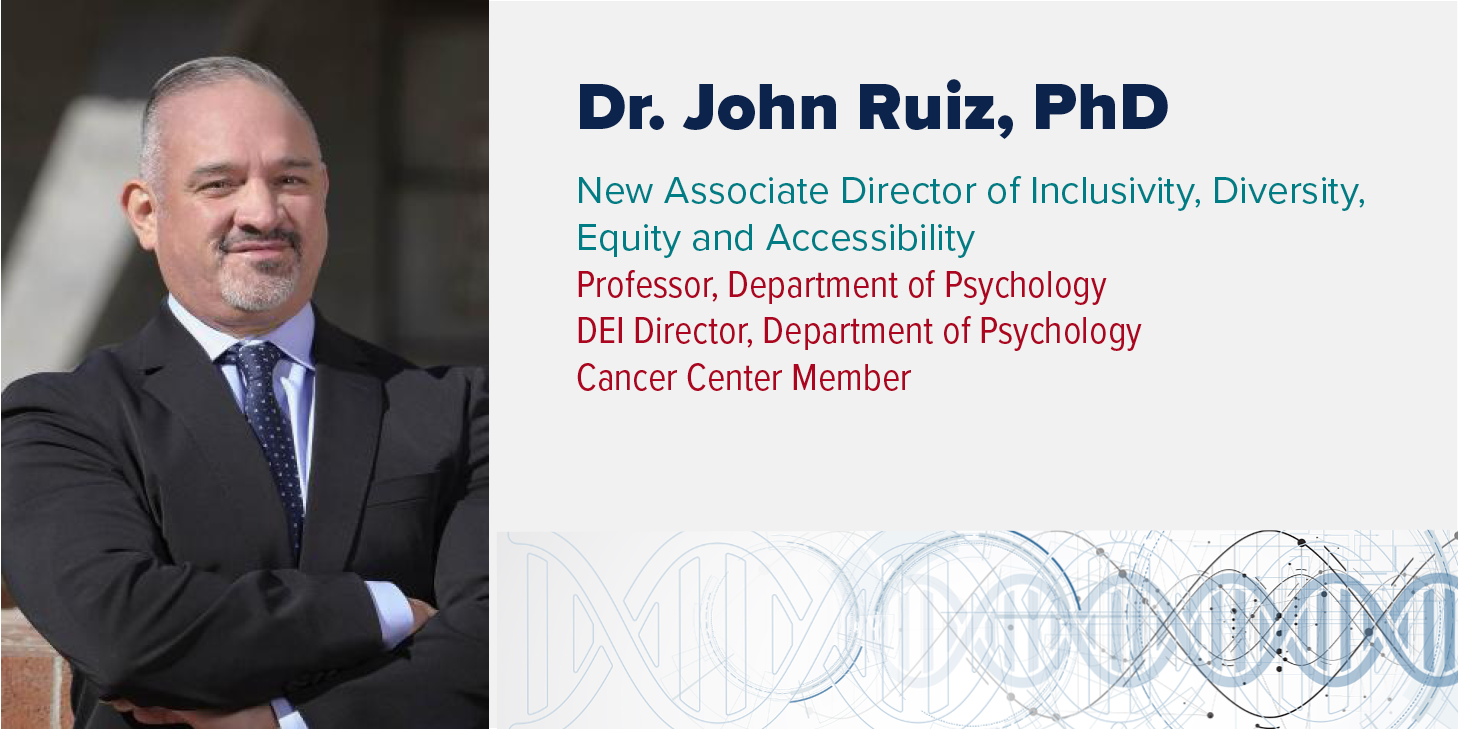 Dr. John Ruiz, PhD
New Associate Director of Inclusivity, Diversity,
Equity and Accessibility
Professor, Department of Psychology
DEI Director, Department of Psychology
Cancer Center Member